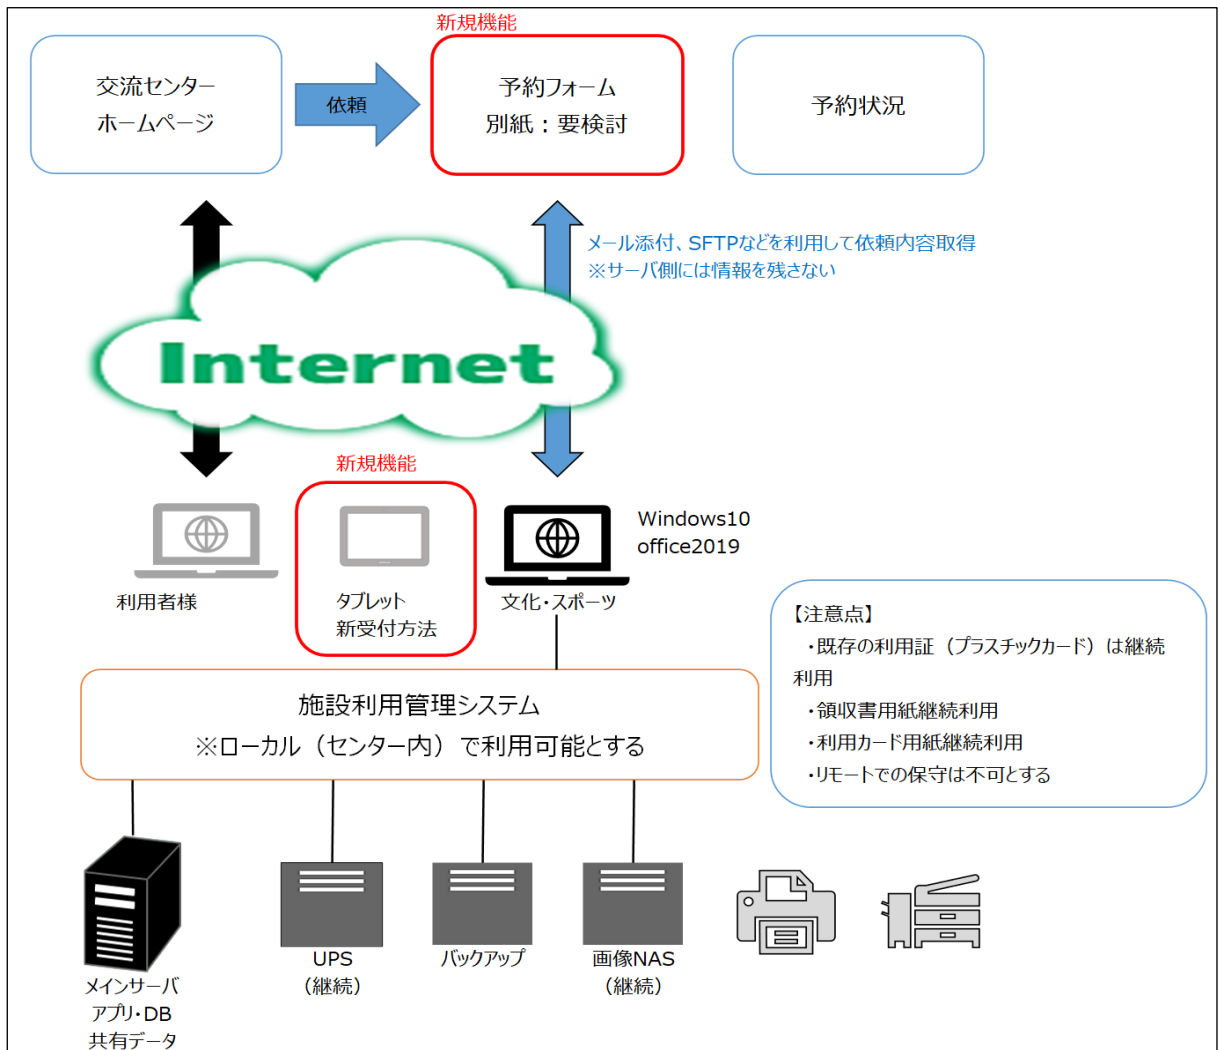 新規機能
交流センター
ホームページ
依頼
予約フォーム
別紙：要検討
予約状況
メール添付、SFTPなどを利用して依頼内容取得
※サーバ側には情報を残さない
Internet
新規機能
利用者様
タブレット
新受付方法
文化・スポーツ
Windows10
office2019
【注意点】
・既存の利用証（プラスチックカード）は継続
利用
・領収書用紙継続利用
・利用カード用紙継続利用
・リモートでの保守は不可とする
施設利用管理システム
※ローカル（センター内）で利用可能とする
メインサーバ
アプリ・DB
共有データ
UPS
（継続）
バックアップ
画像NAS
（継続）